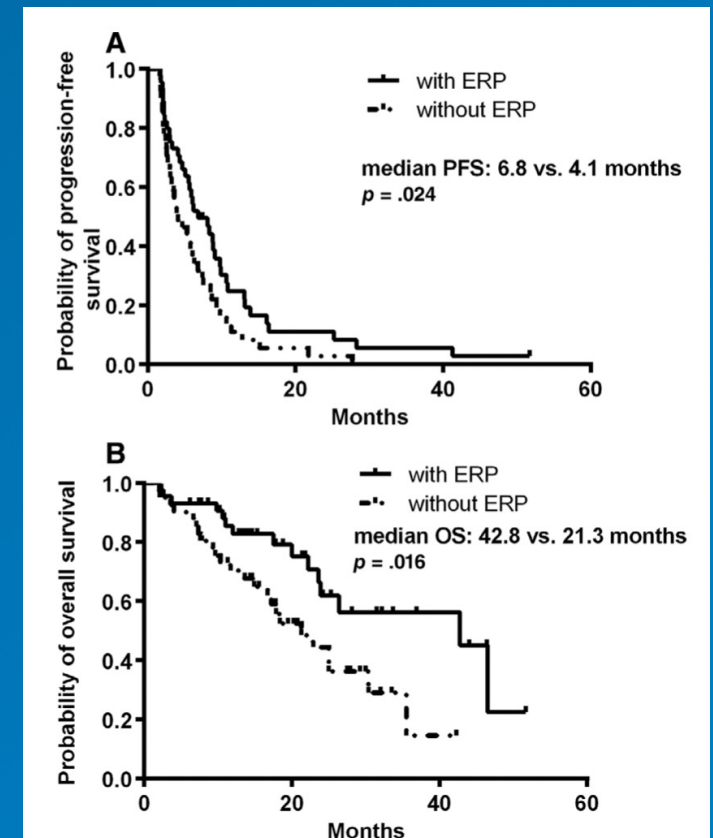 A
Probability of progression-free
survival
1.0
0.8
0.6
0.4
0.2
0.0
0
20
40
60
Months
with ERP
without ERP
median PFS: 6.8 vs. 4.1 months
p = .024
B
Probability of overall survival
1.0
0.8
0.6
0.4
0.2
0.0
0
20
40
60
Months
with ERP
without ERP
median OS: 42.8 vs. 21.3 months
p = .016